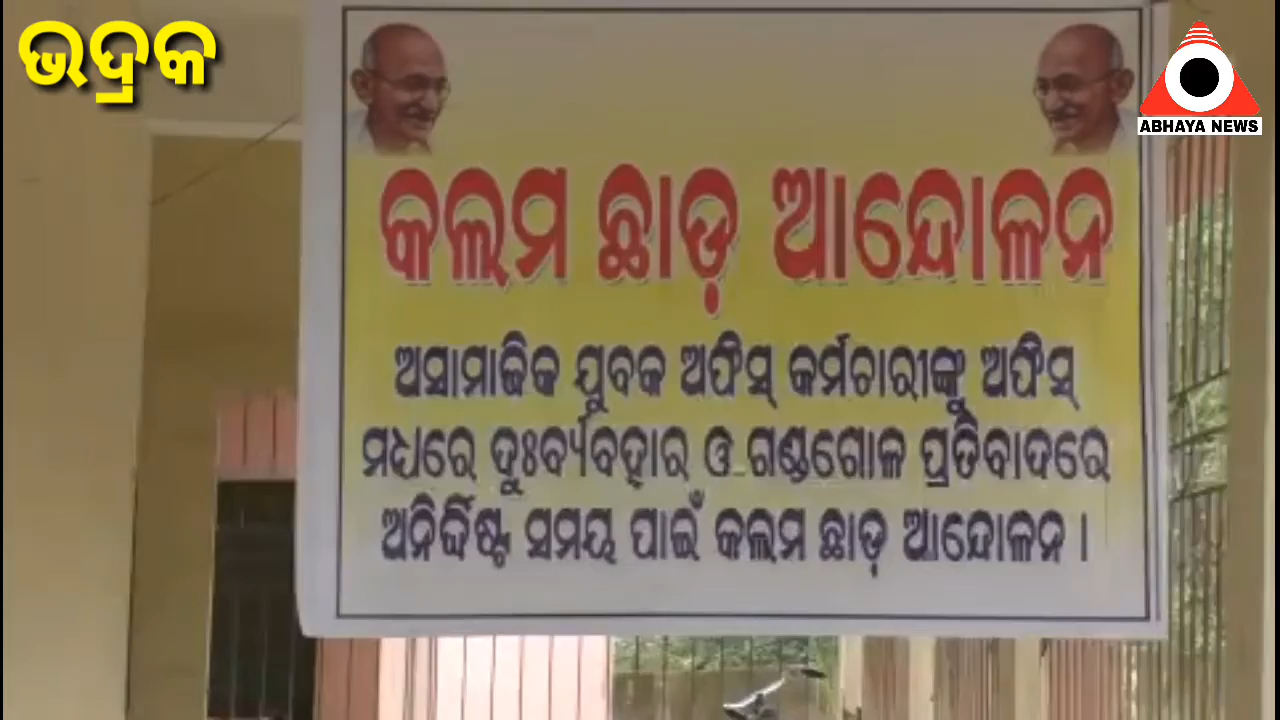 ଭଦ୍ରକ
ABHAYA NEWS
କଲମ ଛାଡ଼ ଆନ୍ଦୋଳନ
ଅସାମାଜିକ ଯୁବକ ଅଫିସ୍ କର୍ମଚାରୀଙ୍କୁ ଅଫିସ୍
ମଧ୍ୟରେ ଦୁଃର୍ବ୍ୟବହାର ଓ ଗଣ୍ଡଗୋଳ ପ୍ରତିବାଦରେ
ଅନିର୍ଦ୍ଦିଷ୍ଟ ସମୟ ପାଇଁ କଲମ ଛାଡ଼ ଆନ୍ଦୋଳନ ।